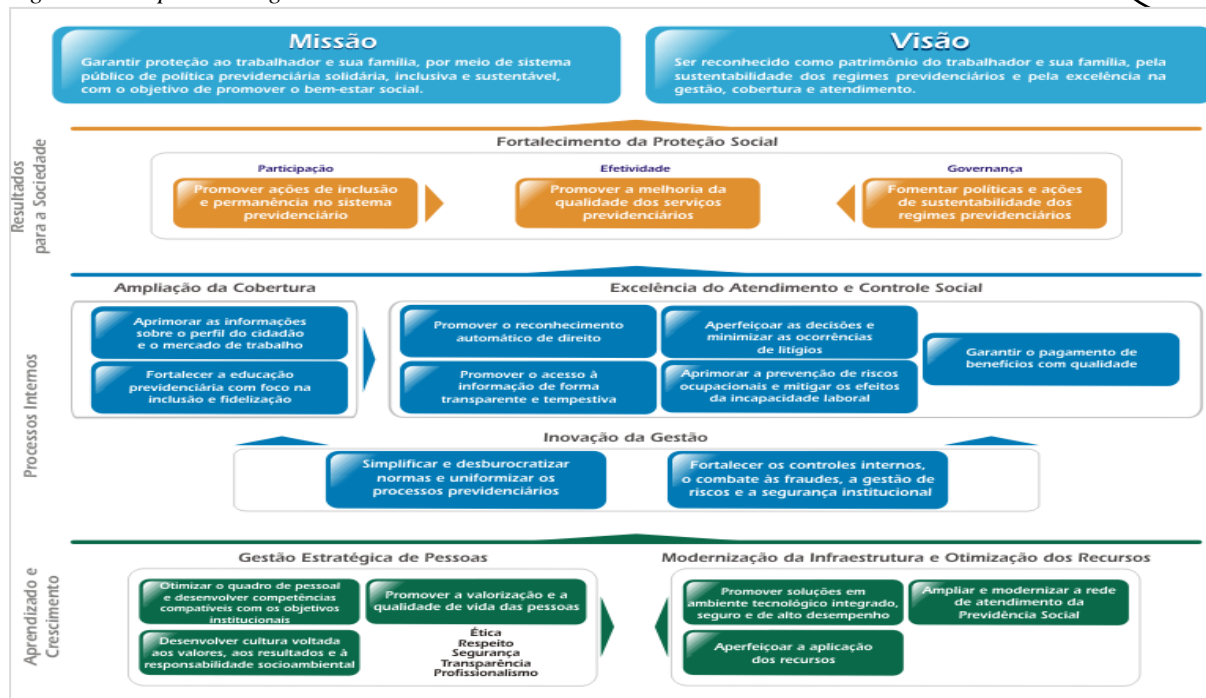 Missão
Garantir proteção ao trabalhador e sua família, por meio de sistema
público de política previdenciária solidária, inclusiva e sustentável,
com o objetivo de promover o bem-estar social.
Visão
Ser reconhecido como patrimônio do trabalhador e sua família, pela
sustentabilidade dos regimes previdenciários e pela excelência na
gestão, cobertura e atendimento.
Resultados
para a Sociedade
Fortalecimento da Proteção Social
Participação
Promover ações de inclusão
e permanência no sistema
previdenciário
Efetividade
Promover a melhoria da
qualidade dos serviços
previdenciários
Governança
Fomentar políticas e ações
de sustentabilidade dos
regimes previdenciários
Processos Internos
Ampliação da Cobertura
Aprimorar as informações
sobre o perfil do cidadão
e o mercado de trabalho
Fortalecer a educação
previdenciária com foco na
inclusão e fidelização
Excelência do Atendimento e Controle Social
Promover o reconhecimento
automático de direito
Aperfeiçoar as decisões e
minimizar as ocorrências
de litígios
Garantir o pagamento de
benefícios com qualidade
Promover o acesso à
informação de forma
transparente e tempestiva
Aprimorar a prevenção de riscos
ocupacionais e mitigar os efeitos
da incapacidade laboral
Inovação da Gestão
Simplificar e desburocratizar
normas e uniformizar os
processos previdenciários
Fortalecer os controles internos,
o combate às fraudes, a gestão de
riscos e a segurança institucional
Aprendizado e
Crescimento
Gestão Estratégica de Pessoas
Otimizar o quadro de pessoal
e desenvolver competências
compatíveis com os objetivos
institucionais
Promover a valorização e a
qualidade de vida das pessoas
Desenvolver cultura voltada
aos valores, aos resultados e à
responsabilidade socioambiental
Ética
Respeito
Segurança
Transparência
Profissionalismo
Modernização da Infraestrutura e Otimização dos Recursos
Promover soluções em
ambiente tecnológico integrado,
seguro e de alto desempenho
Ampliar e modernizar a rede
de atendimento da
Previdência Social
Aperfeiçoar a aplicação
dos recursos